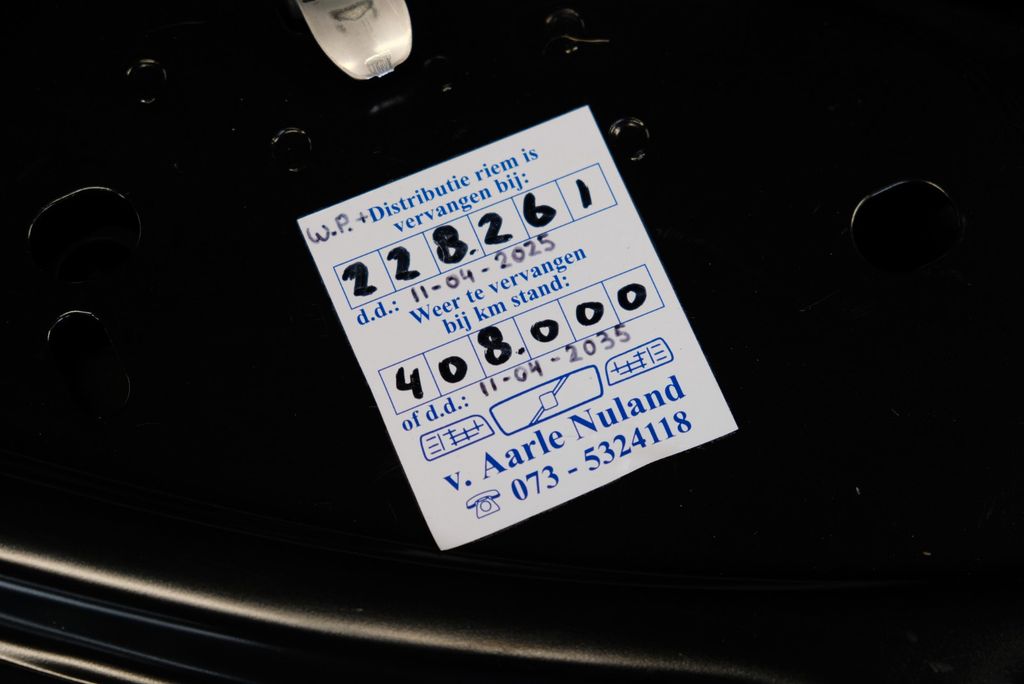 W.P. + Distributie riem is
vervangen bij:
228.261
d.d.: 11-04-2025
Weer te vervangen
bij km stand:
408.000
of d.d.: 11-04-2035
v. Aarle Nuland
073 - 5324118